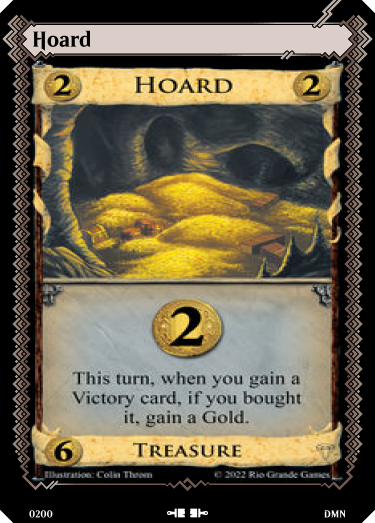 Hoard
2 HOARD 2
2
This turn, when you gain a
Victory card, if you bought
it, gain a Gold.
6 TREASURE
Illustration: Colin Throm © 2022 Rio Grande Games
0200 DMN